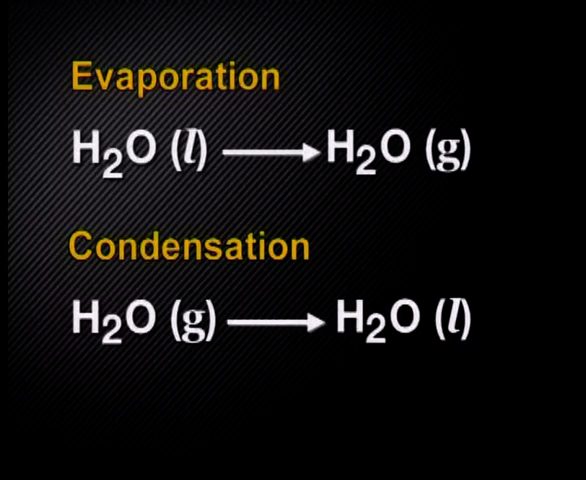 Evaporation
H₂O (l) ⟶ H₂O (g)
Condensation
H₂O (g) ⟶ H₂O (l)